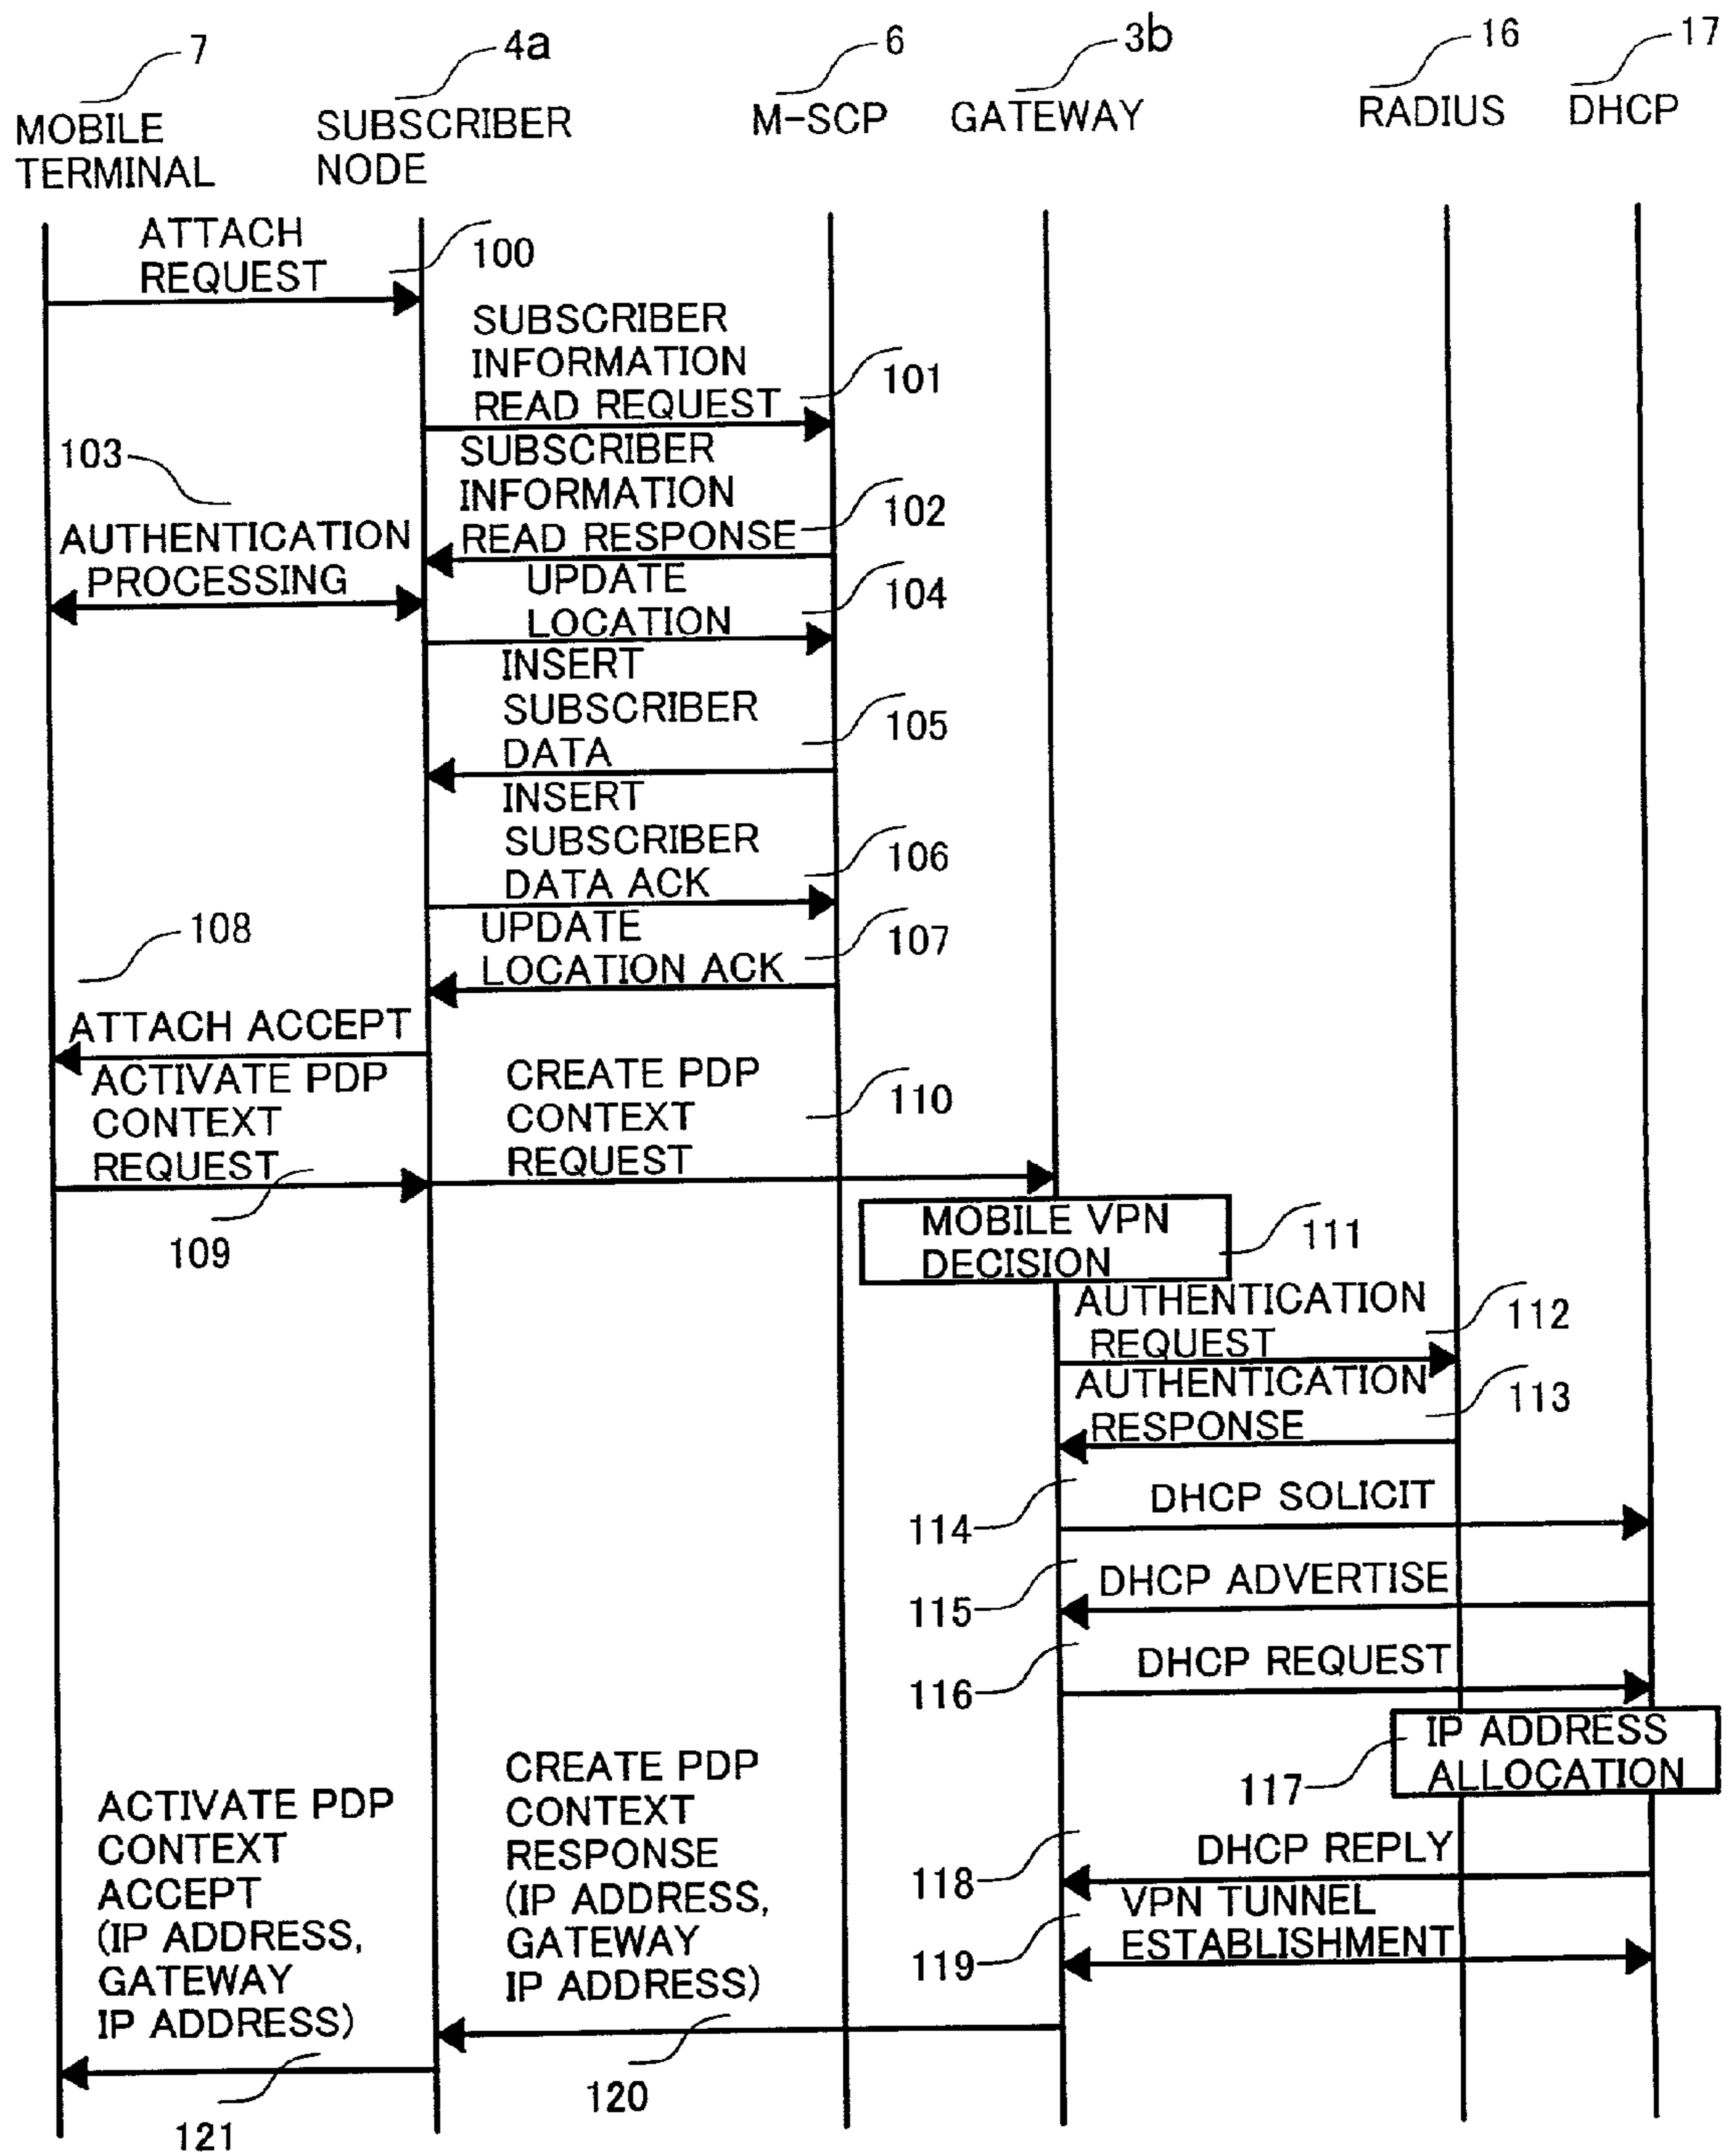 7
4a
6
3b
16
17
MOBILE
TERMINAL
SUBSCRIBER
NODE
M-SCP
GATEWAY
RADIUS
DHCP
ATTACH
REQUEST
100
SUBSCRIBER
INFORMATION
READ REQUEST
101
SUBSCRIBER
INFORMATION
READ RESPONSE
102
103
AUTHENTICATION
PROCESSING
UPDATE
LOCATION
104
INSERT
SUBSCRIBER
DATA
105
INSERT
SUBSCRIBER
DATA ACK
106
UPDATE
LOCATION ACK
107
108
ATTACH ACCEPT
ACTIVATE PDP
CONTEXT
REQUEST
109
CREATE PDP
CONTEXT
REQUEST
110
MOBILE VPN
DECISION
111
AUTHENTICATION
REQUEST
112
AUTHENTICATION
RESPONSE
113
114
DHCP SOLICIT
115
DHCP ADVERTISE
116
DHCP REQUEST
117
IP ADDRESS
ALLOCATION
118
DHCP REPLY
119
VPN TUNNEL
ESTABLISHMENT
CREATE PDP
CONTEXT
RESPONSE
(IP ADDRESS,
GATEWAY
IP ADDRESS)
120
ACTIVATE PDP
CONTEXT
ACCEPT
(IP ADDRESS,
GATEWAY
IP ADDRESS)
121